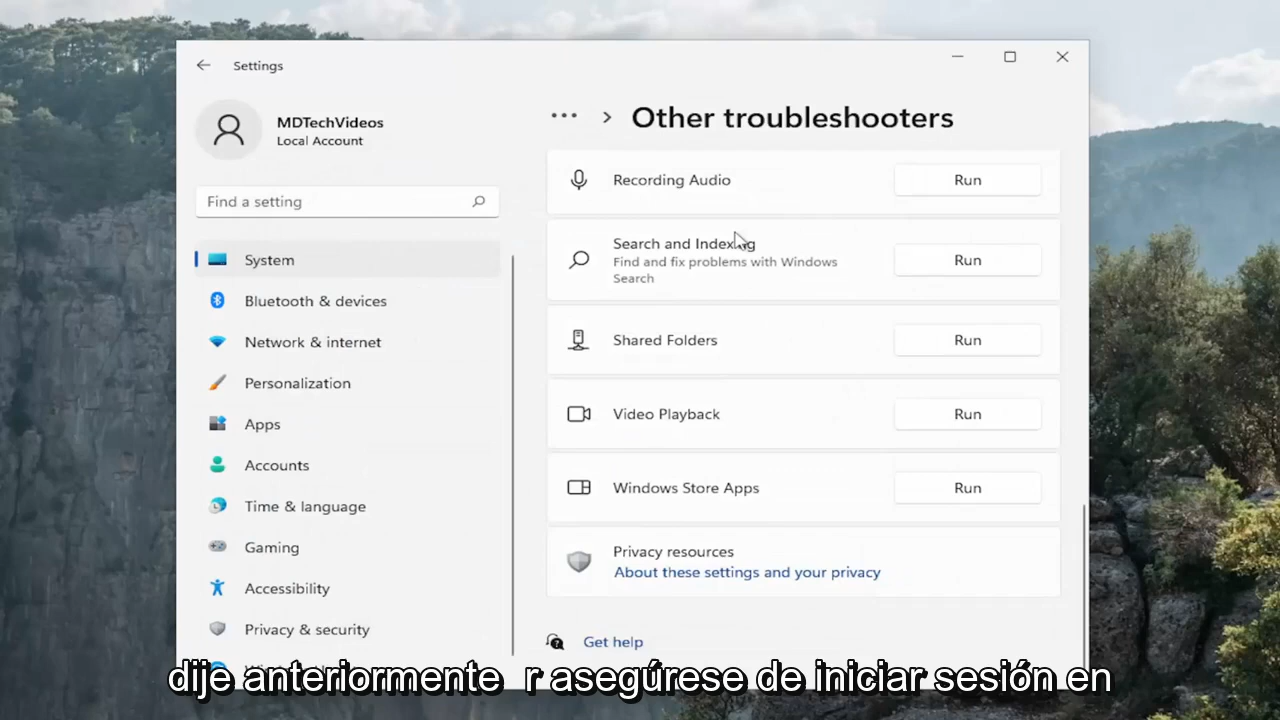 Settings
MDTechVideos
Local Account
Find a setting
System
Bluetooth & devices
Network & internet
Personalization
Apps
Accounts
Time & language
Gaming
Accessibility
Privacy & security
... > Other troubleshooters
Recording Audio Run
Search and Indexing Run
Find and fix problems with Windows
Search
Shared Folders Run
Video Playback Run
Windows Store Apps Run
Privacy resources
About these settings and your privacy
Get help
dije anteriormente r asegúrese de iniciar sesión en